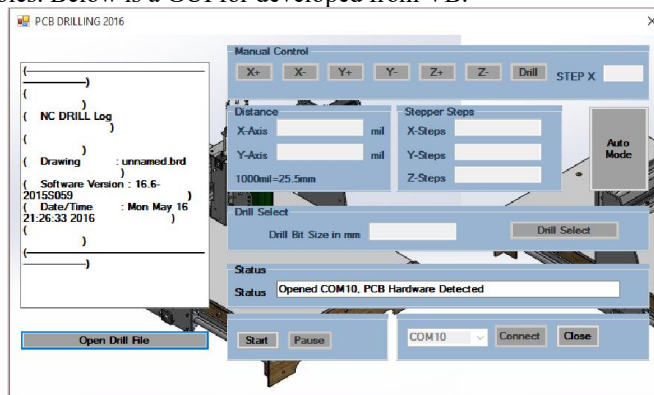 PCB DRILLING 2016
(
)
(
)
( NC DRILL Log
)
(
)
( Drawing : unnamed.brd
)
( Software Version : 16.6-
2015S059 )
( Date/Time : Mon May 16
21:26:33 2016 )
(
)
(
)
Open Drill File
Manual Control
X+ X- Y+ Y- Z+ Z- Drill STEP X
Distance
X-Axis mil
Y-Axis mil
1000mil=25.5mm
Stepper Steps
X-Steps
Y-Steps
Z-Steps
Auto
Mode
Drill Select
Drill Bit Size in mm Drill Select
Status
Status Opened COM10, PCB Hardware Detected
Start Pause
COM10 Connect Close